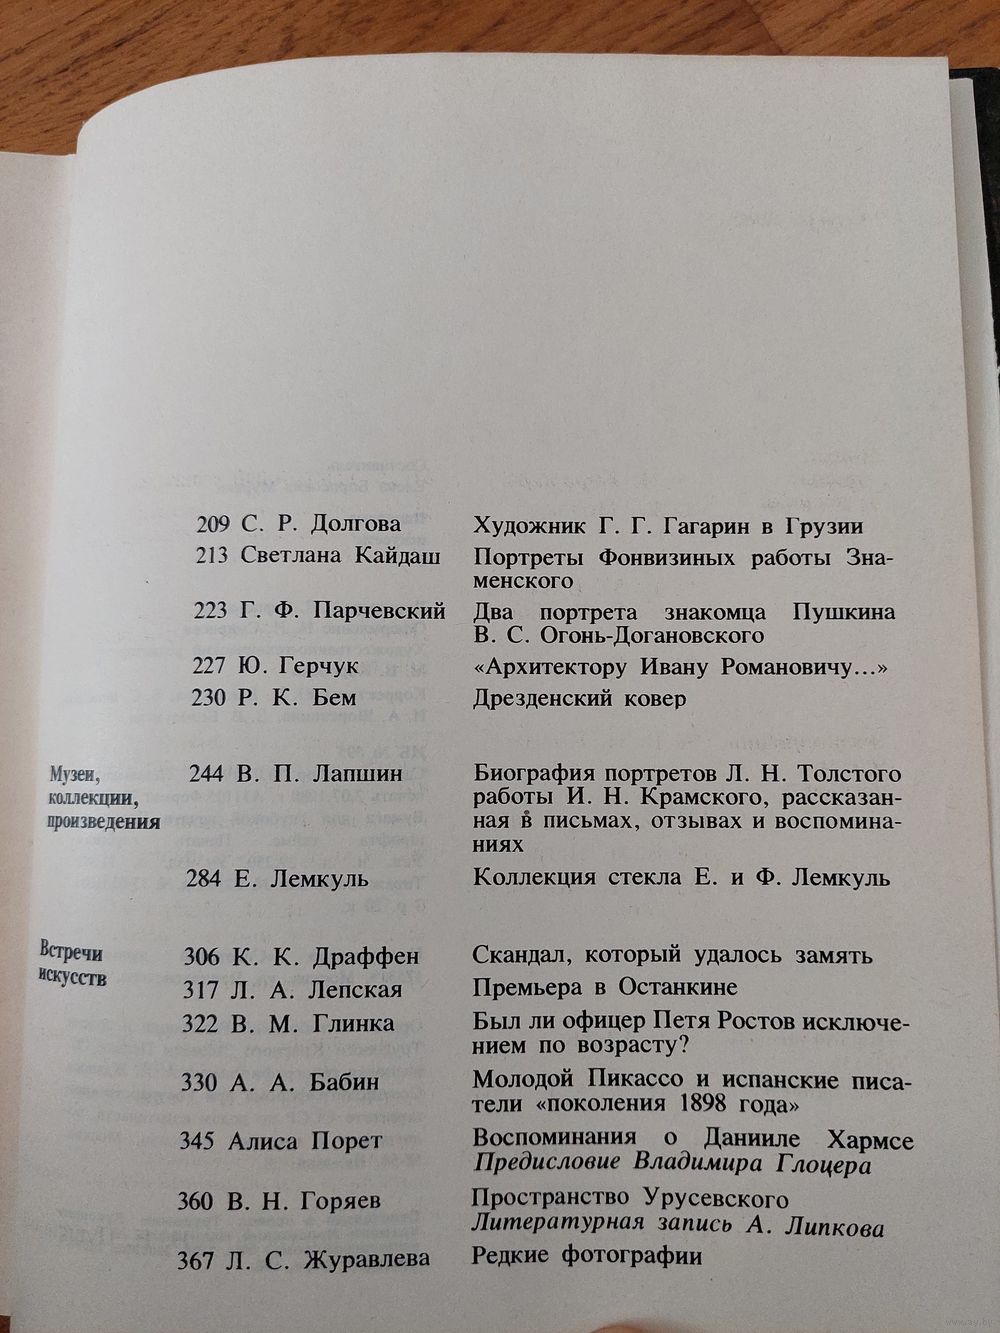 209 С. Р. Долгова Художник Г. Г. Гагарин в Грузии
213 Светлана Кайдаш Портреты Фонвизиных работы Зна-
менского
223 Г. Ф. Парчевский Два портрета знакомца Пушкина
В. С. Огонь-Догановского
227 Ю. Герчук «Архитектору Ивану Романовичу...»
230 Р. К. Бем Дрезденский ковер
Музеи,
коллекции,
произведения
244 В. П. Лапшин Биография портретов Л. Н. Толстого
работы И. Н. Крамского, рассказан-
ная в письмах, отзывах и воспомина-
ниях
284 Е. Лемкуль Коллекция стекла Е. и Ф. Лемкуль
Встречи
искусств
306 К. К. Драффен Скандал, который удалось замять
317 Л. А. Лепская Премьера в Останкине
322 В. М. Глинка Был ли офицер Петя Ростов исключе-
нием по возрасту?
330 А. А. Бабин Молодой Пикассо и испанские писа-
тели «поколения 1898 года»
345 Алиса Порет Воспоминания о Данииле Хармсе
Предисловие Владимира Глоцера
360 В. Н. Горяев Пространство Урусевского
Литературная запись А. Липкова
367 Л. С. Журавлева Редкие фотографии